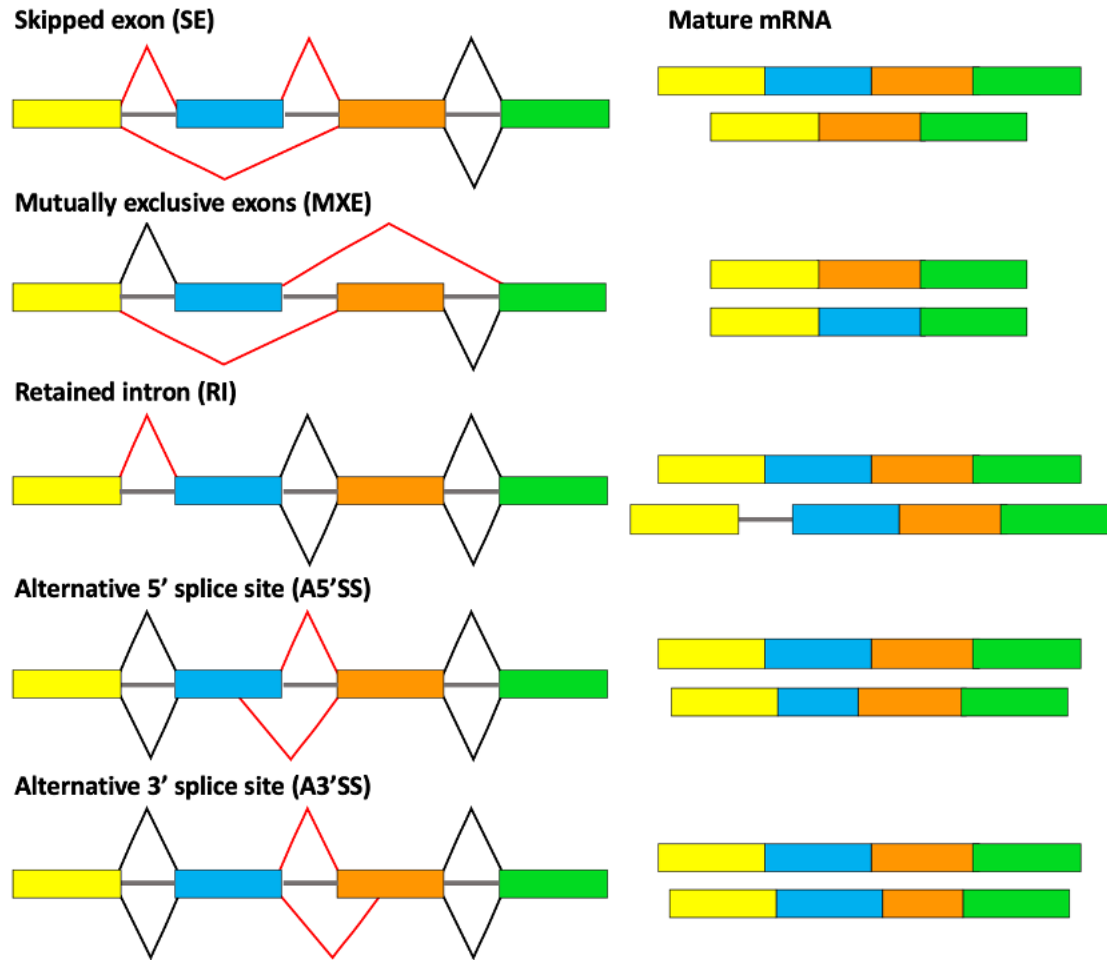 Skipped exon (SE)
Mature mRNA
Mutually exclusive exons (MXE)
Retained intron (RI)
Alternative 5’ splice site (A5’SS)
Alternative 3’ splice site (A3’SS)